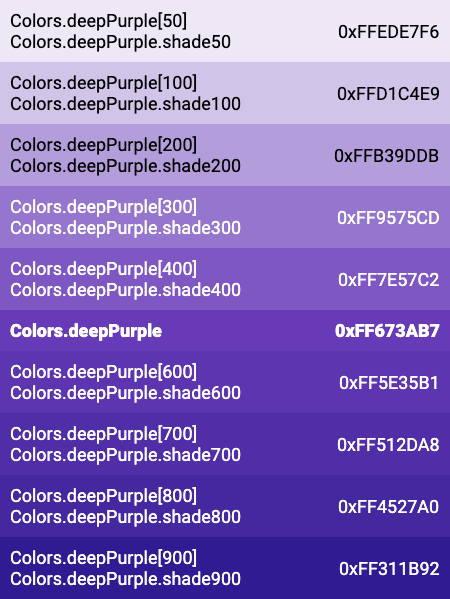 Colors.deepPurple[50]
Colors.deepPurple.shade50
0xFFEDE7F6
Colors.deepPurple[100]
Colors.deepPurple.shade100
0xFFD1C4E9
Colors.deepPurple[200]
Colors.deepPurple.shade200
0xFFB39DDB
Colors.deepPurple[300]
Colors.deepPurple.shade300
0xFF9575CD
Colors.deepPurple[400]
Colors.deepPurple.shade400
0xFF7E57C2
Colors.deepPurple
0xFF673AB7
Colors.deepPurple[600]
Colors.deepPurple.shade600
0xFF5E35B1
Colors.deepPurple[700]
Colors.deepPurple.shade700
0xFF512DA8
Colors.deepPurple[800]
Colors.deepPurple.shade800
0xFF4527A0
Colors.deepPurple[900]
Colors.deepPurple.shade900
0xFF311B92